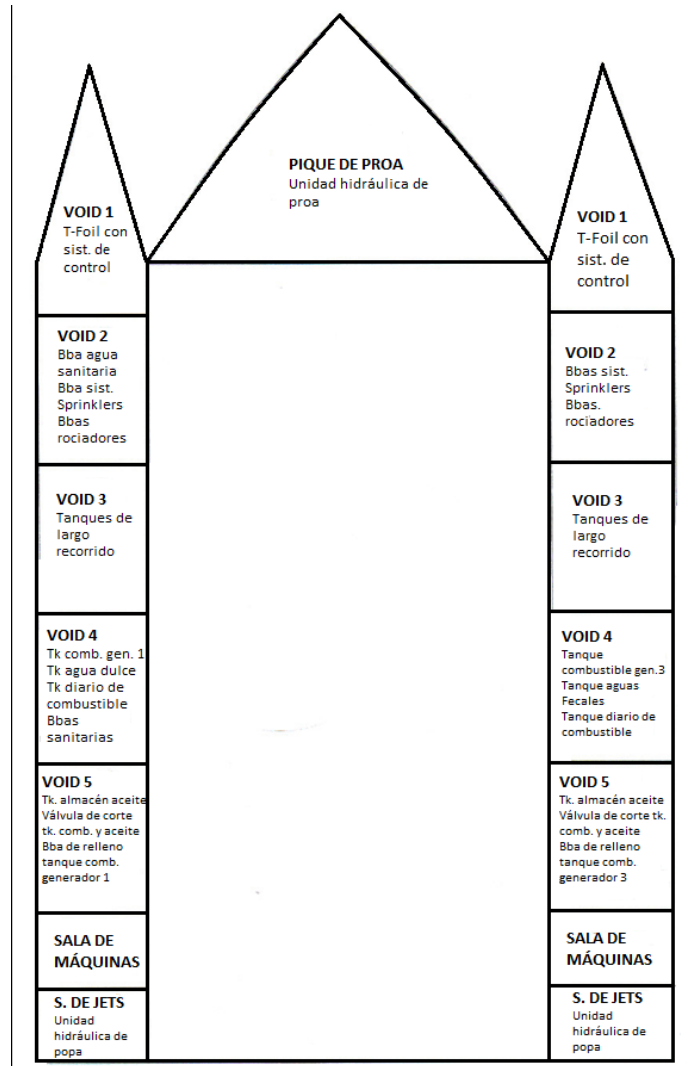 PIQUE DE PROA
Unidad hidráulica de
proa
VOID 1
T-Foil con
sist. de
control
VOID 2
Bba agua
sanitaria
Bba sist.
Sprinklers
Bbas
rociadores
VOID 3
Tanques de
largo
recorrido
VOID 4
Tk comb. gen. 1
Tk agua dulce
Tk diario de
combustible
Bbas
sanitarias
VOID 5
Tk. almacén aceite
Válvula de corte
tk. comb. y aceite
Bba de relleno
tanque comb.
generador 1
SALA DE
MÁQUINAS
S. DE JETS
Unidad
hidráulica de
popa
VOID 1
T-Foil con
sist. de
control
VOID 2
Bbas sist.
Sprinklers
Bbas.
rociadores
VOID 3
Tanques de
largo
recorrido
VOID 4
Tanque
combustible gen.3
Tanque aguas
Fecales
Tanque diario de
combustible
VOID 5
Tk. almacén aceite
Válvula de corte tk.
comb. y aceite
Bba de relleno
tanque comb.
generador 3
SALA DE
MÁQUINAS
S. DE JETS
Unidad
hidráulica de
popa